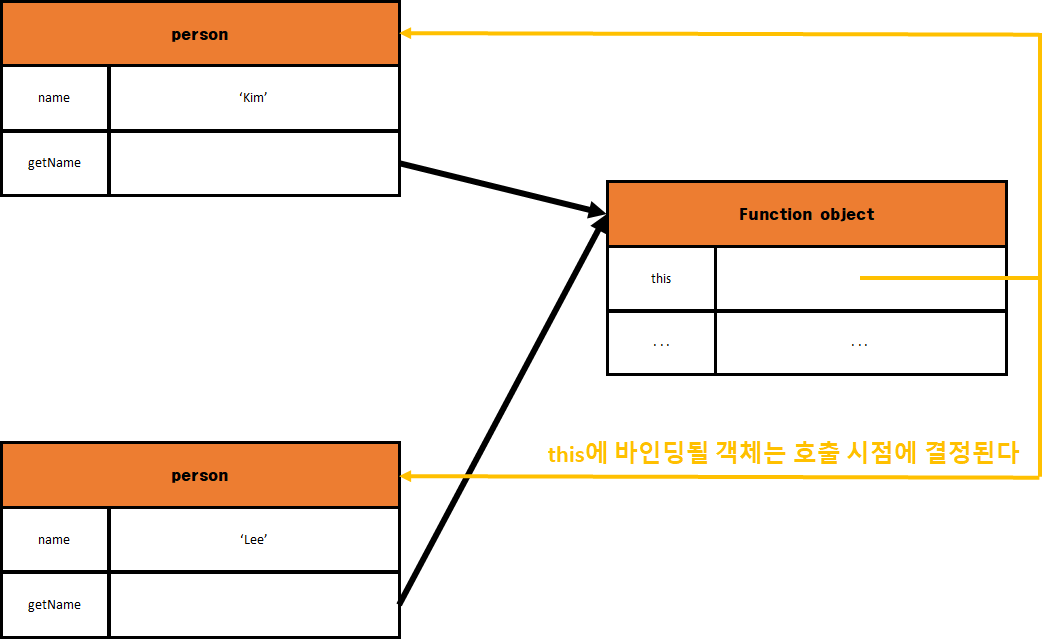 person
name
‘Kim’
getName
Function object
this
...
...
this에 바인딩될 객체는 호출 시점에 결정된다
person
name
‘Lee’
getName